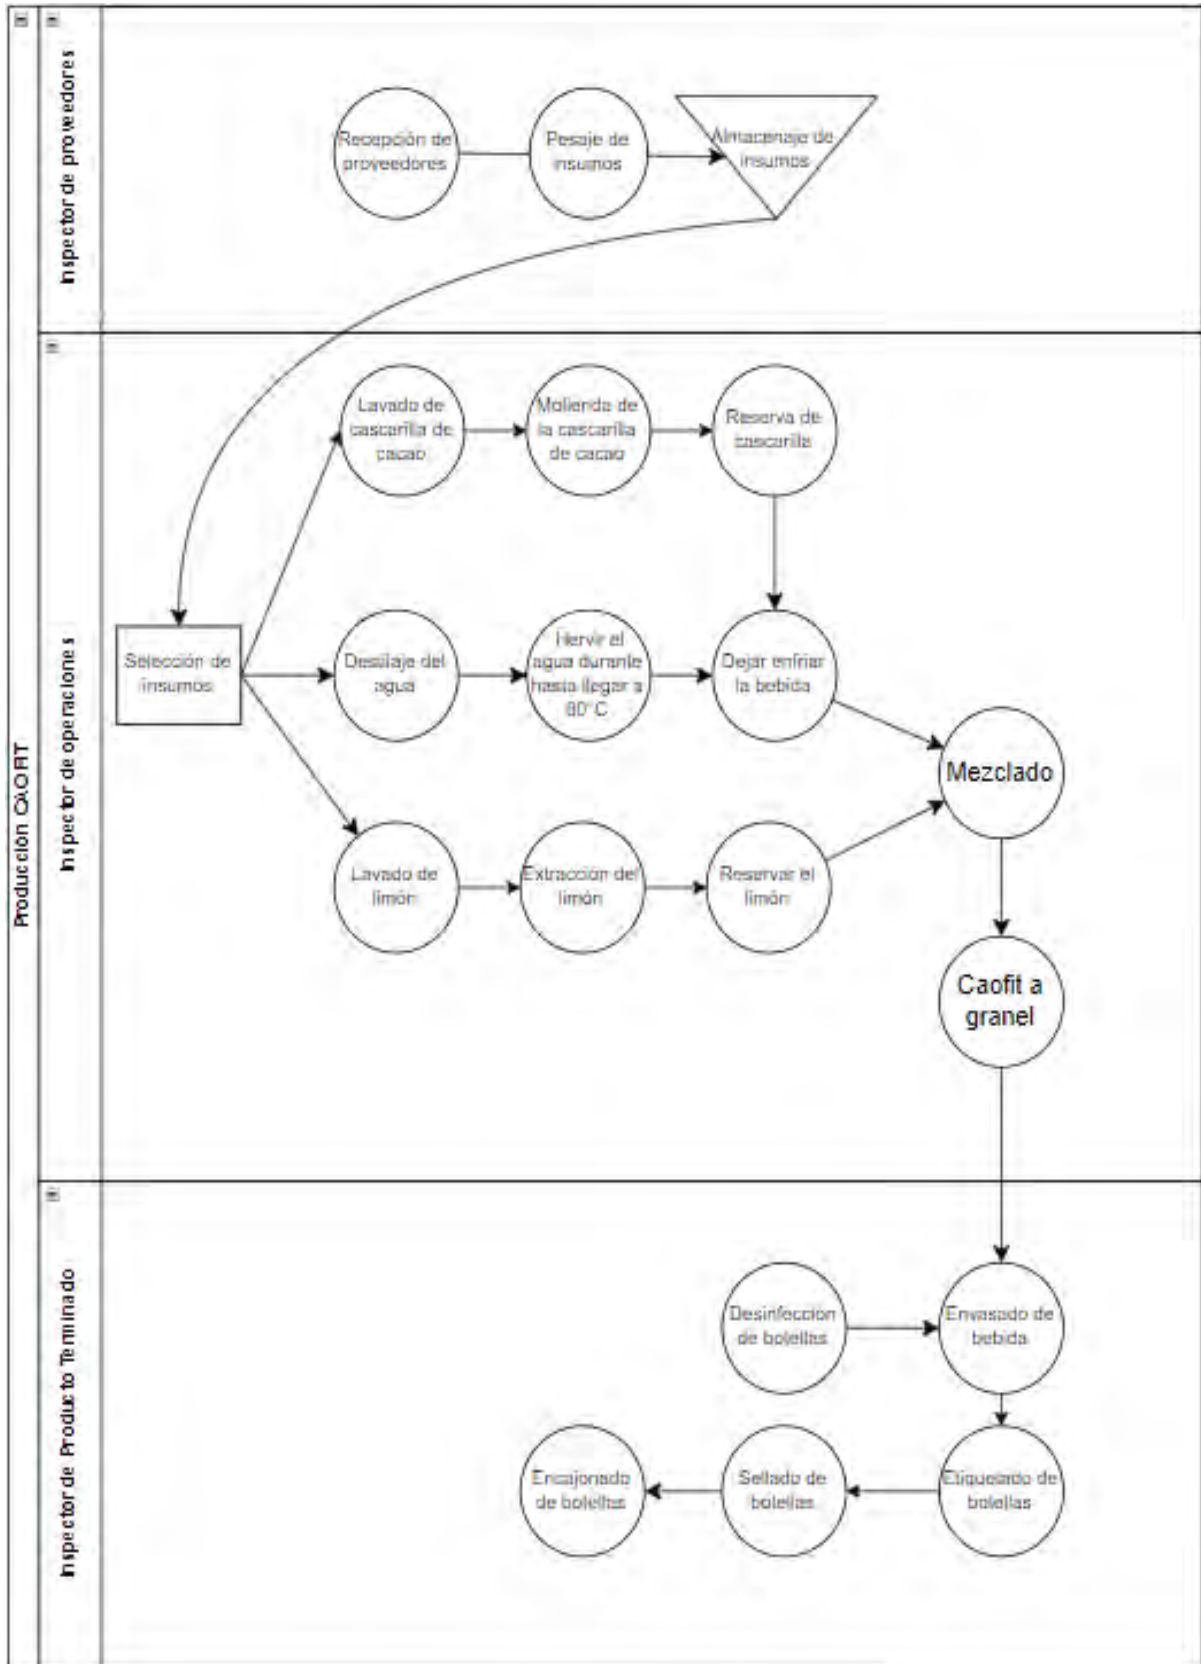 Producción CAOFIT
Inspector de proveedores
Recepción de
proveedores
Pesaje de
insumos
Almacenaje de
insumos
Inspector de operaciones
Lavado de
cascarilla de
cacao
Molienda de
la cascarilla
de cacao
Reserva de
cascarilla
Selección de
insumos
Destilaje del
agua
Hervir el
agua durante
hasta llegar a
80°C
Dejar enfriar
la bebida
Mezclado
Lavado de
limón
Extracción del
limón
Reservar el
limón
Caofit a
granel
Inspector de Producto Terminado
Desinfección
de botellas
Envasado de
bebida
Encajonado
de botellas
Sellado de
botellas
Etiquetado de
botellas